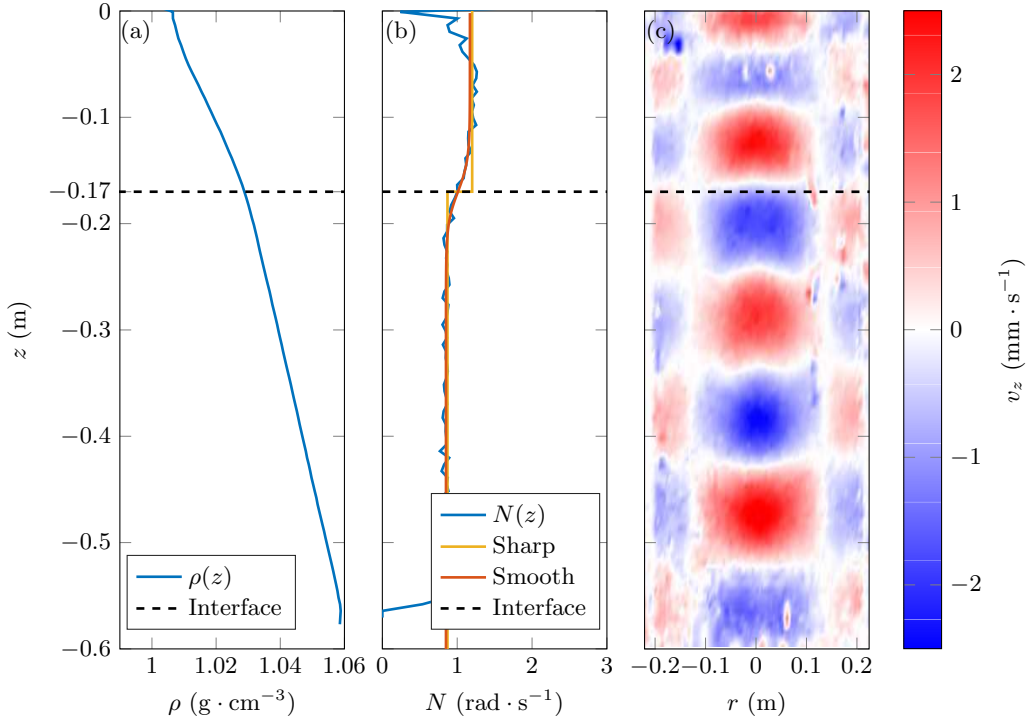 (a)
(b)
(c)
0
−0.1
−0.17
−0.2
−0.3
−0.4
−0.5
−0.6
z (m)
ρ(z)
Interface
1
1.02
1.04
1.06
ρ (g · cm⁻³)
N(z)
Sharp
Smooth
Interface
0
1
2
3
N (rad · s⁻¹)
−0.2
−0.1
0
0.1
0.2
r (m)
2
1
0
−1
−2
v_z (mm · s⁻¹)